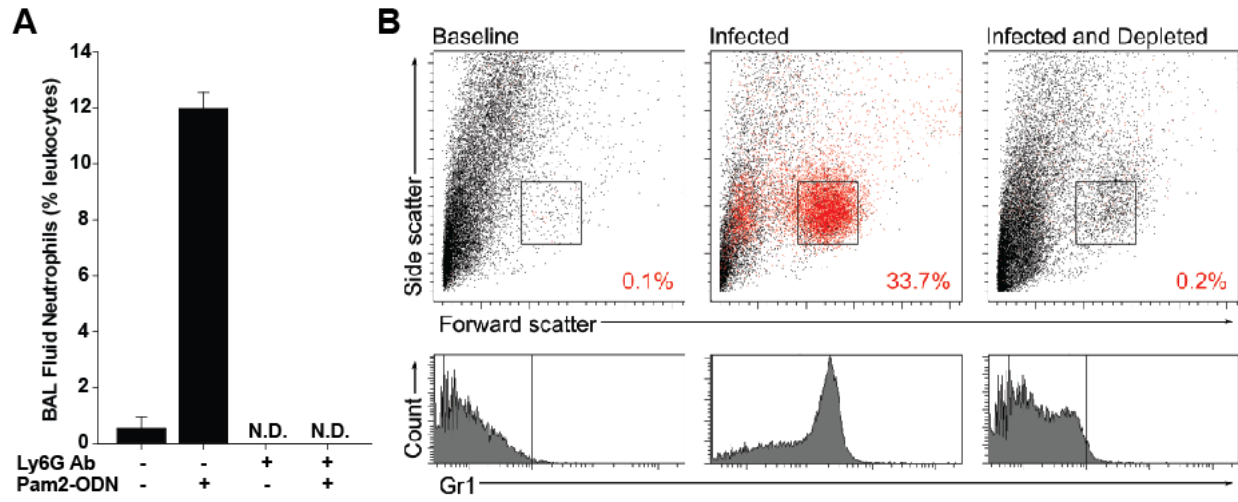 A
BAL Fluid Neutrophils (% leukocytes)
14
12
10
8
6
4
2
0
N.D. N.D.
Ly6G Ab - - + +
Pam2-ODN - + - +
B
Baseline Infected Infected and Depleted
Side scatter
0.1% 33.7% 0.2%
Forward scatter
Count
Gr1